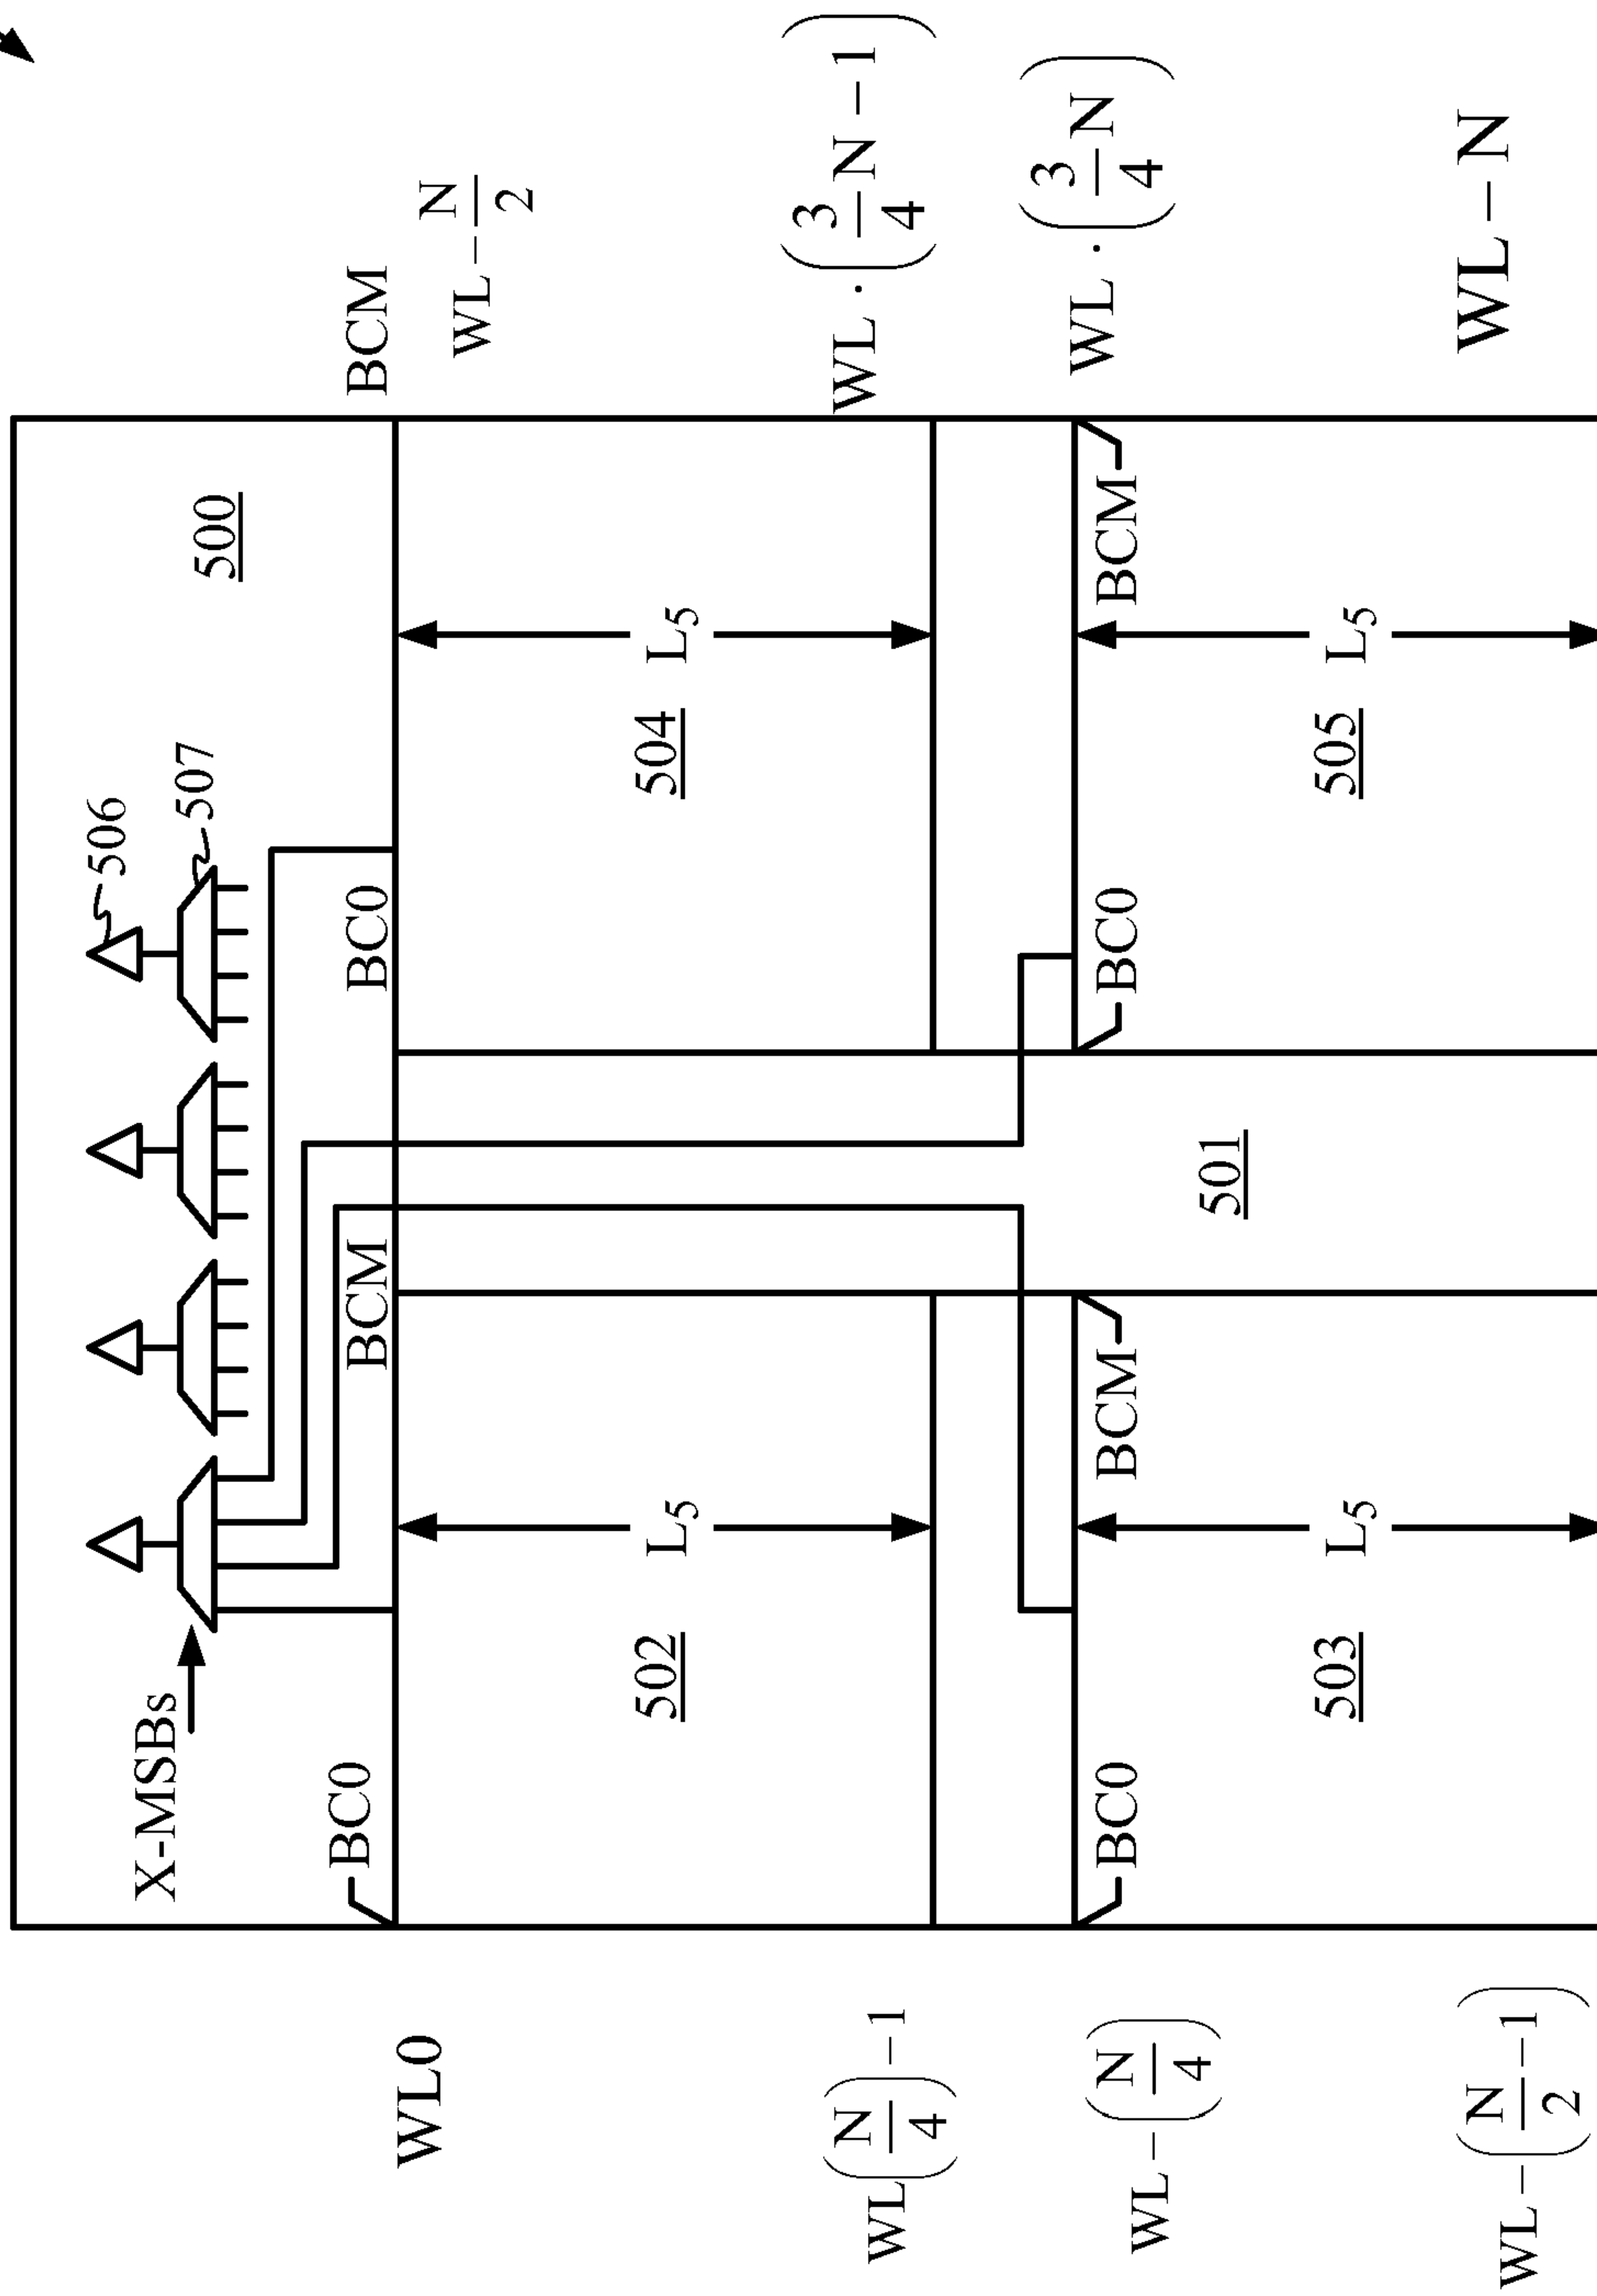 506
507
X-MSBs
500
BC0
BCM
BC0
BCM
WL0
WL – N/2
502
L5
504
L5
WL(N/4) – 1
WL · (3/4 N – 1)
501
WL – (N/4)
WL · (3/4 N)
BC0
BCM
BC0
BCM
503
L5
505
L5
WL – (N/2 – 1)
WL – N